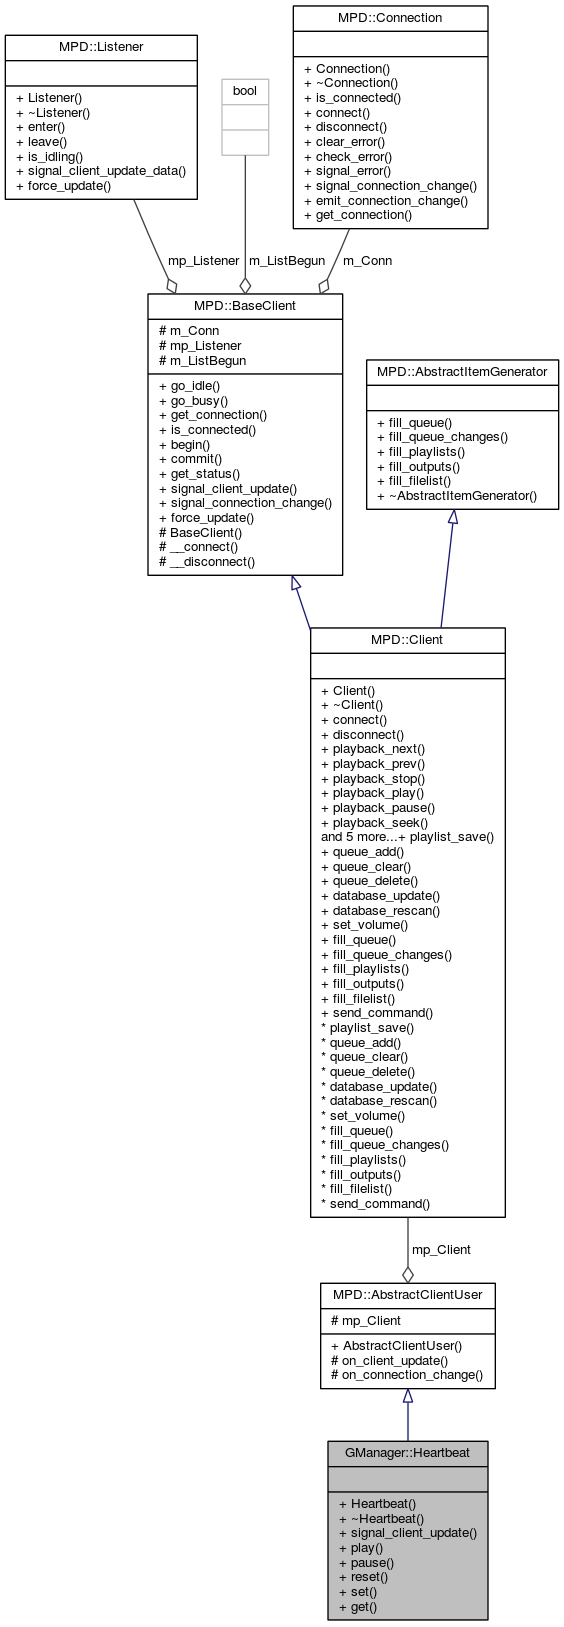 MPD::Connection
+ Connection()
+ ~Connection()
+ is_connected()
+ connect()
+ disconnect()
+ clear_error()
+ check_error()
+ signal_error()
+ signal_connection_change()
+ emit_connection_change()
+ get_connection()
MPD::Listener
+ Listener()
+ ~Listener()
+ enter()
+ leave()
+ is_idling()
+ signal_client_update_data()
+ force_update()
bool
mp_Listener
m_ListBegun
m_Conn
MPD::BaseClient
# m_Conn
# mp_Listener
# m_ListBegun
+ go_idle()
+ go_busy()
+ get_connection()
+ is_connected()
+ begin()
+ commit()
+ get_status()
+ signal_client_update()
+ signal_connection_change()
+ force_update()
# BaseClient()
# __connect()
# __disconnect()
MPD::AbstractItemGenerator
+ fill_queue()
+ fill_queue_changes()
+ fill_playlists()
+ fill_outputs()
+ fill_filelist()
+ ~AbstractItemGenerator()
MPD::Client
+ Client()
+ ~Client()
+ connect()
+ disconnect()
+ playback_next()
+ playback_prev()
+ playback_stop()
+ playback_play()
+ playback_pause()
+ playback_seek()
and 5 more...+ playlist_save()
+ queue_add()
+ queue_clear()
+ queue_delete()
+ database_update()
+ database_rescan()
+ set_volume()
+ fill_queue()
+ fill_queue_changes()
+ fill_playlists()
+ fill_outputs()
+ fill_filelist()
+ send_command()
* playlist_save()
* queue_add()
* queue_clear()
* queue_delete()
* database_update()
* database_rescan()
* set_volume()
* fill_queue()
* fill_queue_changes()
* fill_playlists()
* fill_outputs()
* fill_filelist()
* send_command()
mp_Client
MPD::AbstractClientUser
# mp_Client
+ AbstractClientUser()
# on_client_update()
# on_connection_change()
GManager::Heartbeat
+ Heartbeat()
+ ~Heartbeat()
+ signal_client_update()
+ play()
+ pause()
+ reset()
+ set()
+ get()